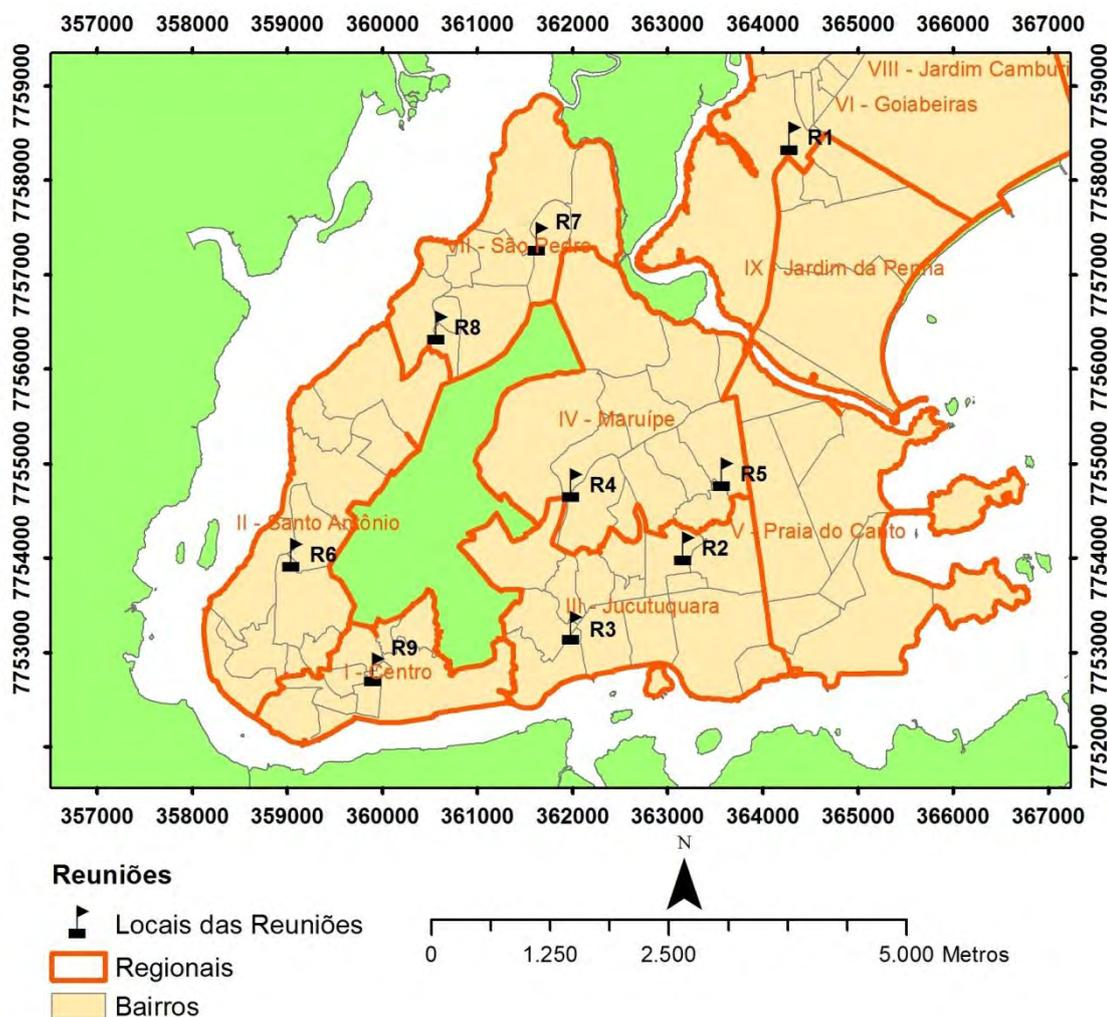 357000 358000 359000 360000 361000 362000 363000 364000 365000 366000 367000
7759000 7758000 7757000 7756000 7755000 7754000 7753000
7759000 7758000 7757000 7756000 7755000 7754000 7753000 7752000
VIII - Jardim Camburi
VI - Goiabeiras
R1
R7
VII - São Pedro
IX - Jardim da Penha
R8
IV - Maruípe
R5
R4
II - Santo Antônio
V - Praia do Canto
R6
R2
III - Jucutuquara
R3
R9
I - Centro
357000 358000 359000 360000 361000 362000 363000 364000 365000 366000 367000
N
Reuniões
Locais das Reuniões
0 1.250 2.500 5.000 Metros
Regionais
Bairros